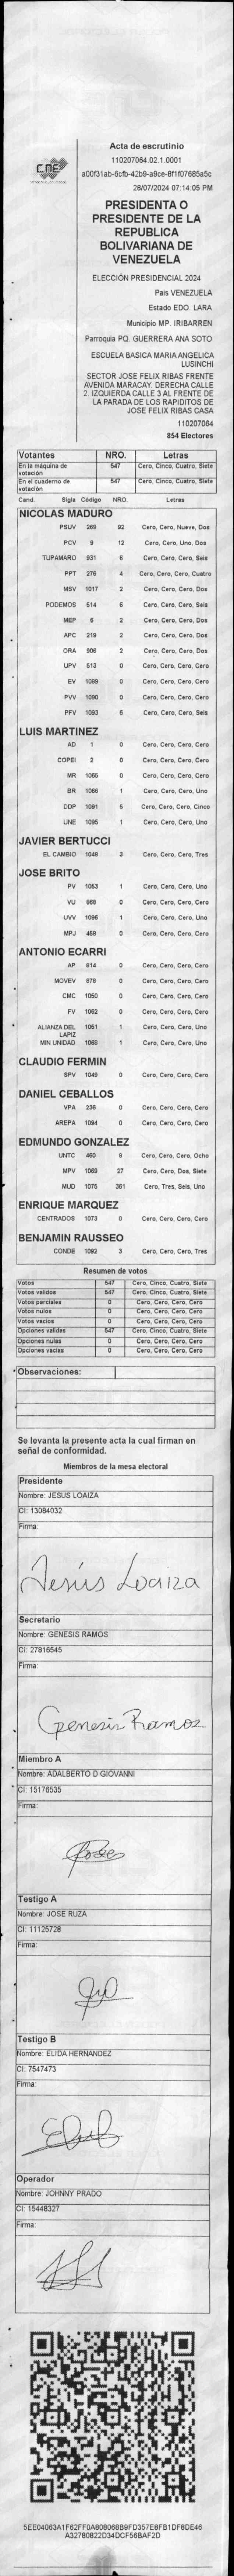 CNE
Acta de escrutinio
110207064.02.1.0001
a00f31ab-6cfb-42b9-a9ce-8f1f07685a5c
28/07/2024 07:14:05 PM
PRESIDENTA O
PRESIDENTE DE LA
REPUBLICA
BOLIVARIANA DE
VENEZUELA
ELECCIÓN PRESIDENCIAL 2024
Pais VENEZUELA
Estado EDO. LARA
Municipio MP. IRIBARREN
Parroquia PQ. GUERRERA ANA SOTO
ESCUELA BASICA MARIA ANGELICA
LUSINCHI
SECTOR JOSE FELIX RIBAS FRENTE
AVENIDA MARACAY. DERECHA CALLE
2. IZQUIERDA CALLE 3 AL FRENTE DE
LA PARADA DE LOS RAPIDITOS DE
JOSE FELIX RIBAS CASA
110207064
854 Electores
Votantes NRO. Letras
En la máquina de votación 547 Cero, Cinco, Cuatro, Siete
En el cuaderno de votación 547 Cero, Cinco, Cuatro, Siete
Cand. Sigla Código NRO. Letras
NICOLAS MADURO
PSUV 269 92 Cero, Cero, Nueve, Dos
PCV 9 12 Cero, Cero, Uno, Dos
TUPAMARO 931 6 Cero, Cero, Cero, Seis
PPT 275 4 Cero, Cero, Cero, Cuatro
MSV 1017 2 Cero, Cero, Cero, Dos
PODEMOS 514 6 Cero, Cero, Cero, Seis
MEP 6 2 Cero, Cero, Cero, Dos
APC 219 2 Cero, Cero, Cero, Dos
ORA 906 2 Cero, Cero, Cero, Dos
UPV 513 0 Cero, Cero, Cero, Cero
EV 1089 0 Cero, Cero, Cero, Cero
PVV 1090 0 Cero, Cero, Cero, Cero
PFV 1093 6 Cero, Cero, Cero, Seis
LUIS MARTINEZ
AD 1 0 Cero, Cero, Cero, Cero
COPEI 2 0 Cero, Cero, Cero, Cero
MR 1065 0 Cero, Cero, Cero, Cero
BR 1066 1 Cero, Cero, Cero, Uno
DDP 1091 5 Cero, Cero, Cero, Cinco
UNE 1095 1 Cero, Cero, Cero, Uno
JAVIER BERTUCCI
EL CAMBIO 1048 3 Cero, Cero, Cero, Tres
JOSE BRITO
PV 1053 1 Cero, Cero, Cero, Uno
VU 969 0 Cero, Cero, Cero, Cero
UVV 1096 1 Cero, Cero, Cero, Uno
MPJ 458 0 Cero, Cero, Cero, Cero
ANTONIO ECARRI
AP 814 0 Cero, Cero, Cero, Cero
MOVEV 878 0 Cero, Cero, Cero, Cero
CMC 1050 0 Cero, Cero, Cero, Cero
FV 1062 0 Cero, Cero, Cero, Cero
ALIANZA DEL LAPIZ 1061 1 Cero, Cero, Cero, Uno
MIN UNIDAD 1068 1 Cero, Cero, Cero, Uno
CLAUDIO FERMIN
SPV 1049 0 Cero, Cero, Cero, Cero
DANIEL CEBALLOS
VPA 236 0 Cero, Cero, Cero, Cero
AREPA 1094 0 Cero, Cero, Cero, Cero
EDMUNDO GONZALEZ
UNTC 460 8 Cero, Cero, Cero, Ocho
MPV 1069 27 Cero, Cero, Dos, Siete
MUD 1075 361 Cero, Tres, Seis, Uno
ENRIQUE MARQUEZ
CENTRADOS 1073 0 Cero, Cero, Cero, Cero
BENJAMIN RAUSSEO
CONDE 1092 3 Cero, Cero, Cero, Tres
Resumen de votos
Votos 547 Cero, Cinco, Cuatro, Siete
Votos validos 547 Cero, Cinco, Cuatro, Siete
Votos parciales 0 Cero, Cero, Cero, Cero
Votos nulos 0 Cero, Cero, Cero, Cero
Votos vacios 0 Cero, Cero, Cero, Cero
Opciones validas 547 Cero, Cinco, Cuatro, Siete
Opciones nulas 0 Cero, Cero, Cero, Cero
Opciones vacias 0 Cero, Cero, Cero, Cero
Observaciones:
Se levanta la presente acta la cual firman en
señal de conformidad.
Miembros de la mesa electoral
Presidente
Nombre: JESUS LOAIZA
CI: 13084032
Firma:
Jesús Loaiza
Secretario
Nombre: GENESIS RAMOS
CI: 27816545
Firma:
Genesis Ramos
Miembro A
Nombre: ADALBERTO D GIOVANNI
CI: 15176535
Firma:
Testigo A
Nombre: JOSE RUZA
CI: 11125728
Firma:
Testigo B
Nombre: ELIDA HERNANDEZ
CI: 7547473
Firma:
Operador
Nombre: JOHNNY PRADO
CI: 15448327
Firma:
5EE04063A1F62FF0A808068B9FD357E6FB1DF8DE46
A32780822D34DCF56BAF2D